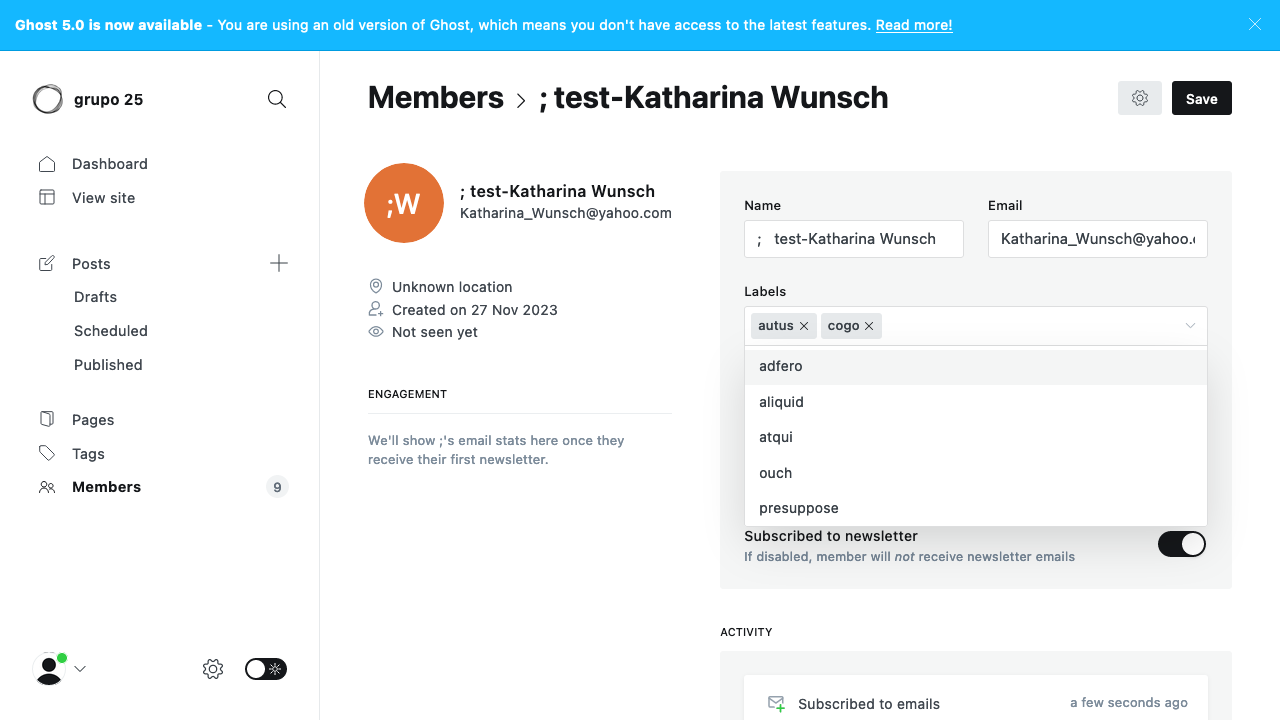 Ghost 5.0 is now available - You are using an old version of Ghost, which means you don't have access to the latest features. Read more!
grupo 25
Dashboard
View site
Posts
Drafts
Scheduled
Published
Pages
Tags
Members
9
Members > ; test-Katharina Wunsch
Save
;W
; test-Katharina Wunsch
Katharina_Wunsch@yahoo.com
Unknown location
Created on 27 Nov 2023
Not seen yet
ENGAGEMENT
We'll show ;'s email stats here once they
receive their first newsletter.
Name
Email
; test-Katharina Wunsch
Katharina_Wunsch@yahoo.
Labels
autus
cogo
adfero
aliquid
atqui
ouch
presuppose
Subscribed to newsletter
If disabled, member will not receive newsletter emails
ACTIVITY
Subscribed to emails
a few seconds ago